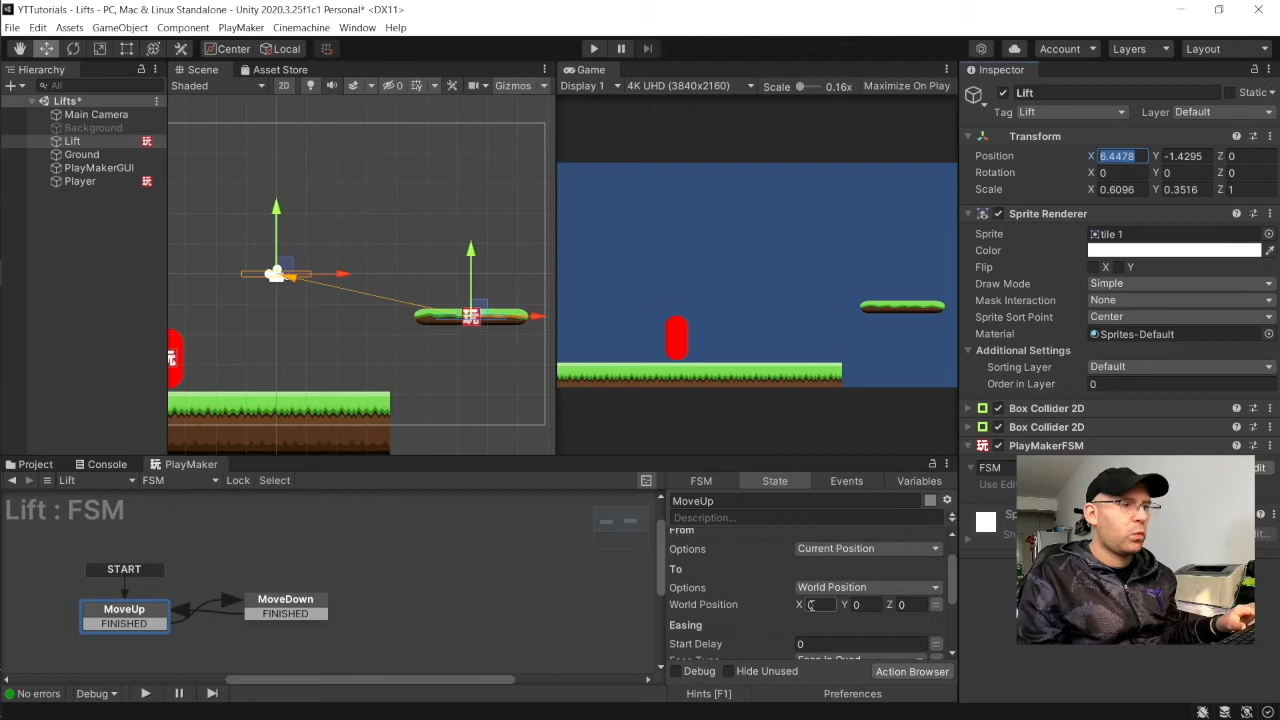 YTTutorials - Lifts - PC, Mac & Linux Standalone - Unity 2020.3.25f1c1 Personal* <DX11>
File Edit Assets GameObject Component PlayMaker Cinemachine Window Help
Center Local Account Layers Layout
Hierarchy Scene Asset Store Game Inspector
All Shaded 2D 0 Gizmos Display 1 4K UHD (3840x2160) Scale 0.16x Maximize On Play Lift Static
Lifts*
Main Camera
Background
Lift
Ground
PlayMakerGUI
Player
Tag Lift Layer Default
Transform
Position X 6.4478 Y -1.4295 Z 0
Rotation X 0 Y 0 Z 0
Scale X 0.6096 Y 0.3516 Z 1
Sprite Renderer
Sprite tile 1
Color
Flip X Y
Draw Mode Simple
Mask Interaction None
Sprite Sort Point Center
Material Sprites-Default
Additional Settings
Sorting Layer Default
Order in Layer 0
Box Collider 2D
Box Collider 2D
PlayMakerFSM
FSM
Project Console PlayMaker
Lift FSM Lock Select
Lift : FSM
START
MoveUp
FINISHED
MoveDown
FINISHED
FSM State Events Variables
MoveUp
Description...
From
Options Current Position
To
Options World Position
World Position X Y 0 Z 0
Easing
Start Delay 0
Debug Hide Unused Action Browser
No errors Debug Hints [F1] Preferences